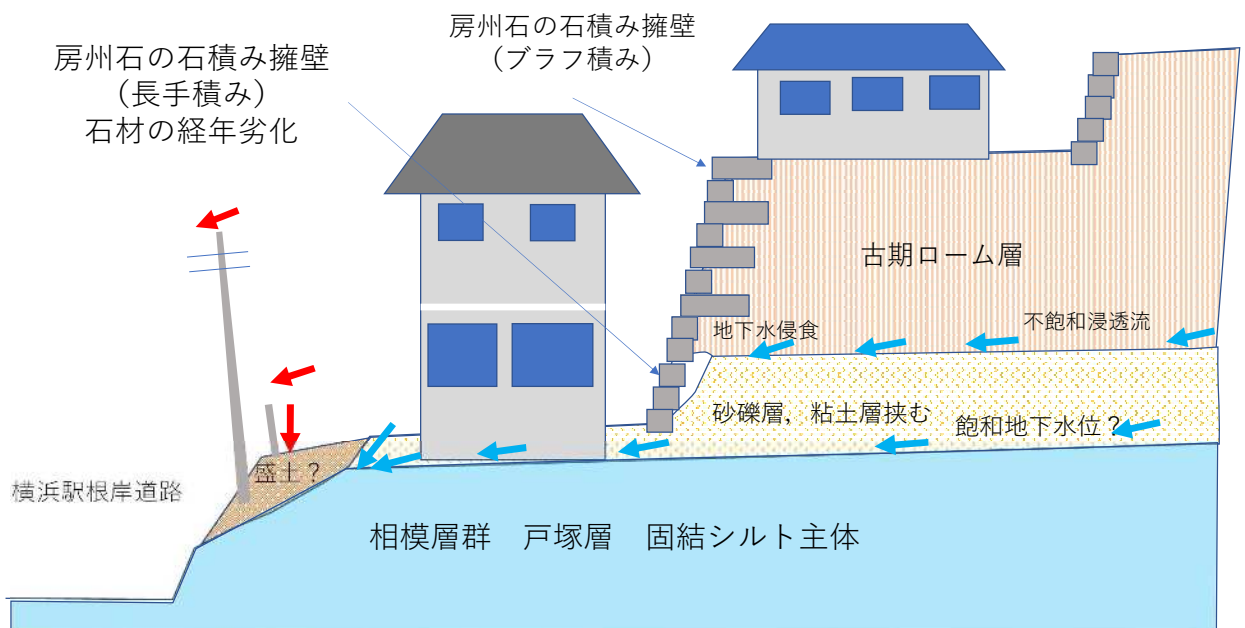 房州石の石積み擁壁
（ブラフ積み）
房州石の石積み擁壁
（長手積み）
石材の経年劣化
古期ローム層
地下水侵食
不飽和浸透流
砂礫層，粘土層挟む
飽和地下水位？
盛土？
横浜駅根岸道路
相模層群　戸塚層　固結シルト主体